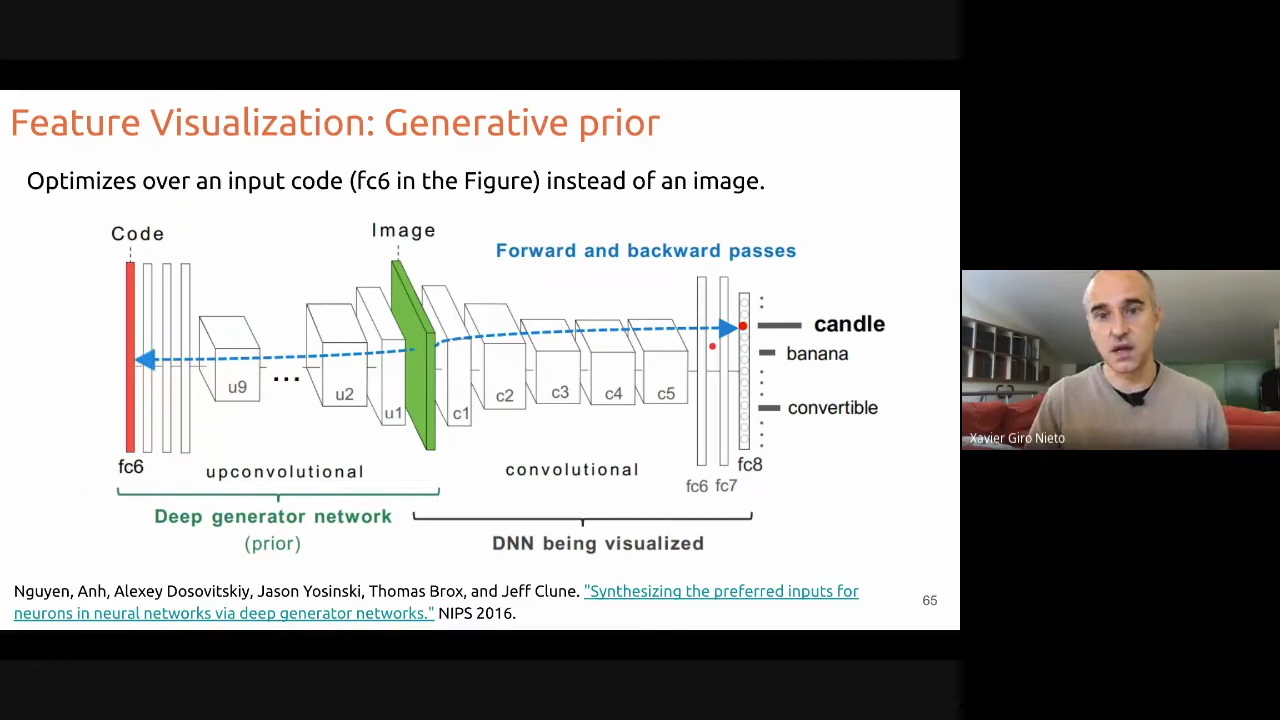 Feature Visualization: Generative prior
Optimizes over an input code (fc6 in the Figure) instead of an image.
Code
Image
Forward and backward passes
candle
banana
convertible
u9
...
u2
u1
c1
c2
c3
c4
c5
fc6
upconvolutional
convolutional
fc6 fc7
fc8
Deep generator network
(prior)
DNN being visualized
Nguyen, Anh, Alexey Dosovitskiy, Jason Yosinski, Thomas Brox, and Jeff Clune. "Synthesizing the preferred inputs for
neurons in neural networks via deep generator networks." NIPS 2016.
65
Xavier Giro Nieto